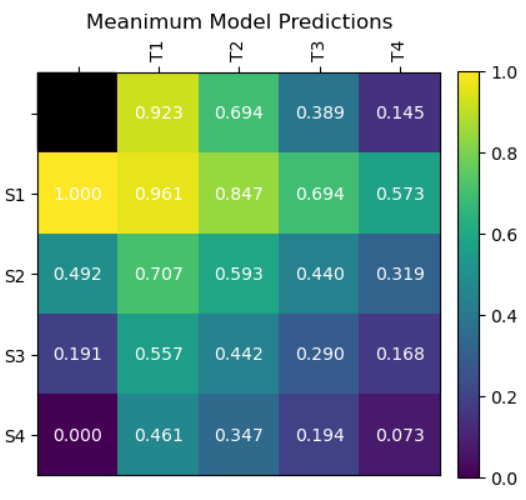 Meanimum Model Predictions
T1 T2 T3 T4
0.923 0.694 0.389 0.145
S1 1.000 0.961 0.847 0.694 0.573
S2 0.492 0.707 0.593 0.440 0.319
S3 0.191 0.557 0.442 0.290 0.168
S4 0.000 0.461 0.347 0.194 0.073
1.0
0.8
0.6
0.4
0.2
0.0